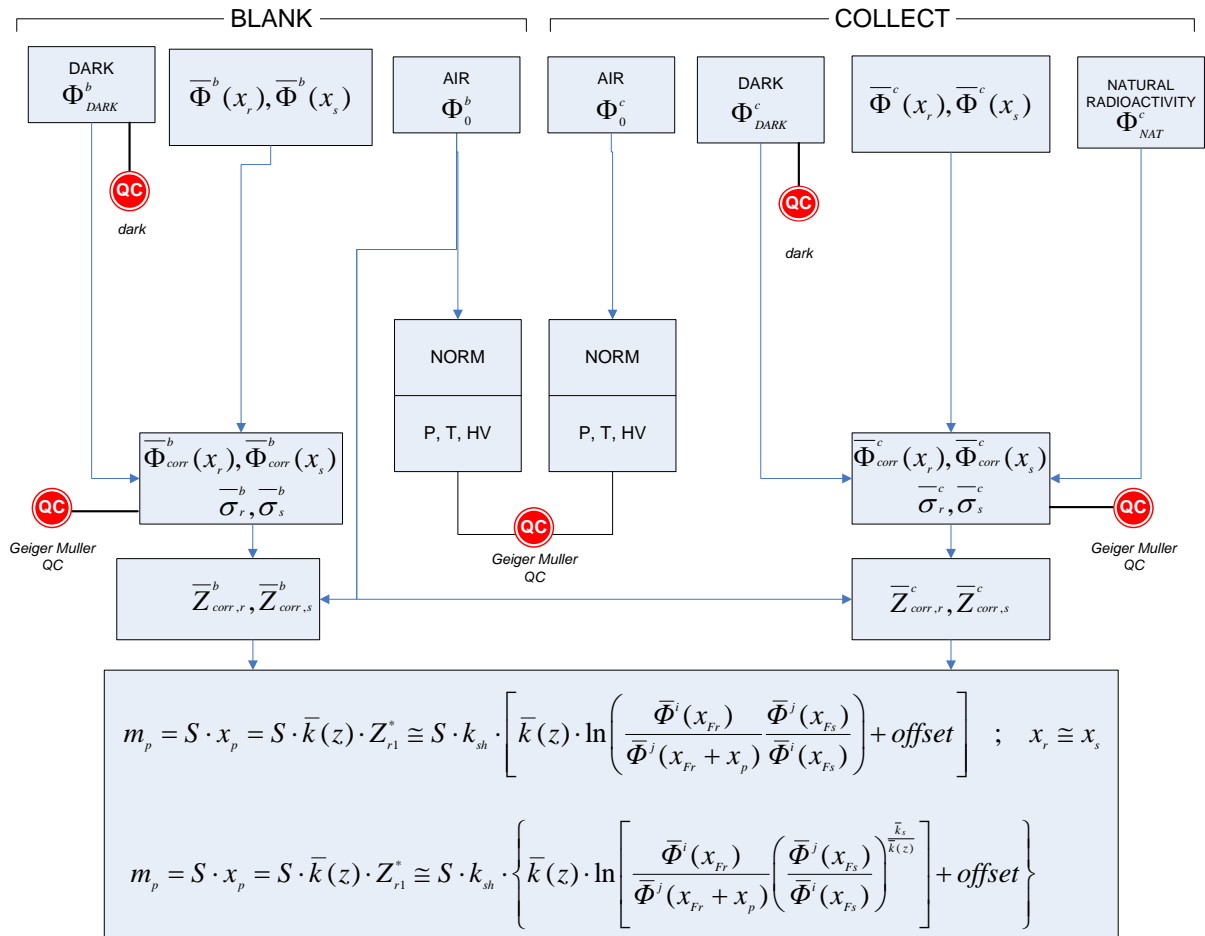 BLANK
COLLECT
DARK
Φ^b_DARK
Φ̅^b(x_r), Φ̅^b(x_s)
AIR
Φ^b_0
AIR
Φ^c_0
DARK
Φ^c_DARK
Φ̅^c(x_r), Φ̅^c(x_s)
NATURAL
RADIOACTIVITY
Φ^c_NAT
QC
dark
QC
dark
NORM
P, T, HV
NORM
P, T, HV
Φ̅^b_corr(x_r), Φ̅^b_corr(x_s)
σ̅^b_r, σ̅^b_s
Φ̅^c_corr(x_r), Φ̅^c_corr(x_s)
σ̅^c_r, σ̅^c_s
QC
Geiger Muller
QC
QC
Geiger Muller
QC
QC
Geiger Muller
QC
Z̅^b_corr,r, Z̅^b_corr,s
Z̅^c_corr,r, Z̅^c_corr,s
m_p = S · x_p = S · k̅(z) · Z*_r1 ≅ S · k_sh · [k̅(z) · ln(Φ̅^i(x_Fr) / Φ̅^j(x_Fr + x_p) Φ̅^j(x_Fs) / Φ̅^i(x_Fs)) + offset] ; x_r ≅ x_s
m_p = S · x_p = S · k̅(z) · Z*_r1 ≅ S · k_sh · {k̅(z) · ln[Φ̅^i(x_Fr) / Φ̅^j(x_Fr + x_p) (Φ̅^j(x_Fs) / Φ̅^i(x_Fs))^(k̅_s / k̅(z))] + offset}